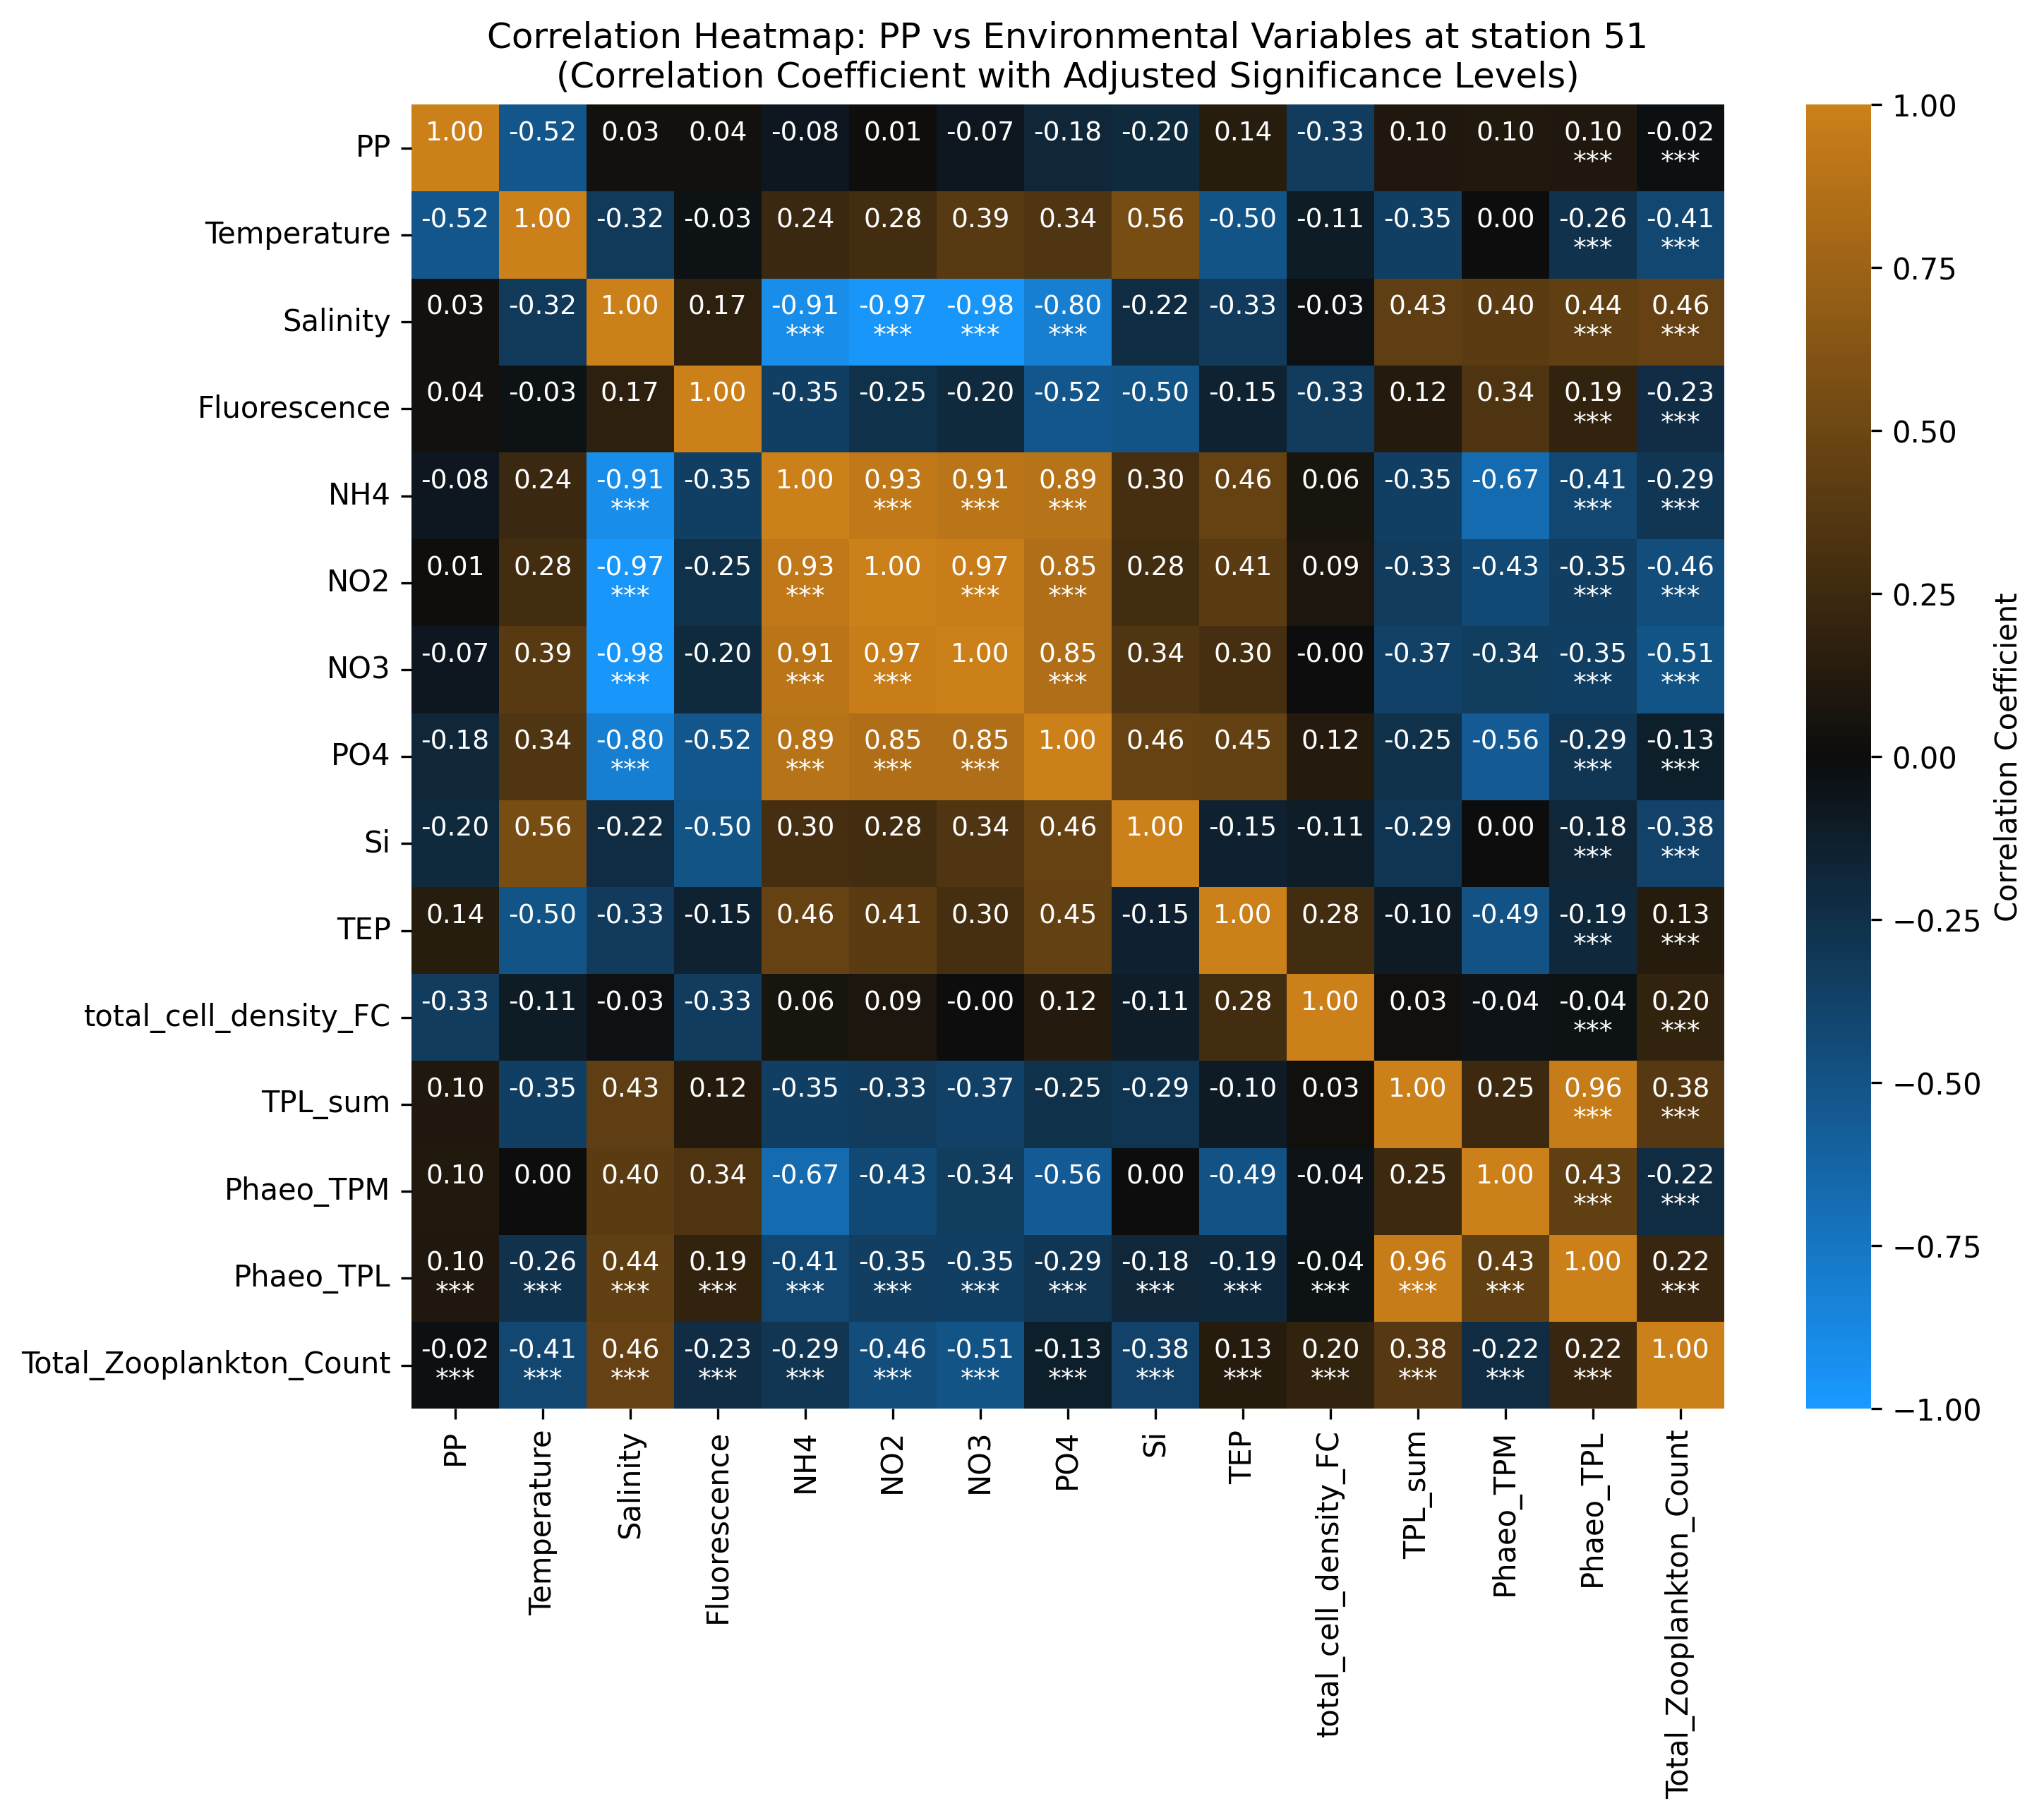 Correlation Heatmap: PP vs Environmental Variables at station 51
(Correlation Coefficient with Adjusted Significance Levels)
PP 1.00 -0.52 0.03 0.04 -0.08 0.01 -0.07 -0.18 -0.20 0.14 -0.33 0.10 0.10 0.10 -0.02
*** ***
Temperature -0.52 1.00 -0.32 -0.03 0.24 0.28 0.39 0.34 0.56 -0.50 -0.11 -0.35 0.00 -0.26 -0.41
*** ***
Salinity 0.03 -0.32 1.00 0.17 -0.91 -0.97 -0.98 -0.80 -0.22 -0.33 -0.03 0.43 0.40 0.44 0.46
*** *** *** *** *** ***
Fluorescence 0.04 -0.03 0.17 1.00 -0.35 -0.25 -0.20 -0.52 -0.50 -0.15 -0.33 0.12 0.34 0.19 -0.23
*** ***
NH4 -0.08 0.24 -0.91 -0.35 1.00 0.93 0.91 0.89 0.30 0.46 0.06 -0.35 -0.67 -0.41 -0.29
*** *** *** *** *** ***
NO2 0.01 0.28 -0.97 -0.25 0.93 1.00 0.97 0.85 0.28 0.41 0.09 -0.33 -0.43 -0.35 -0.46
*** *** *** *** *** ***
NO3 -0.07 0.39 -0.98 -0.20 0.91 0.97 1.00 0.85 0.34 0.30 -0.00 -0.37 -0.34 -0.35 -0.51
*** *** *** *** *** ***
PO4 -0.18 0.34 -0.80 -0.52 0.89 0.85 0.85 1.00 0.46 0.45 0.12 -0.25 -0.56 -0.29 -0.13
*** *** *** *** *** ***
Si -0.20 0.56 -0.22 -0.50 0.30 0.28 0.34 0.46 1.00 -0.15 -0.11 -0.29 0.00 -0.18 -0.38
*** ***
TEP 0.14 -0.50 -0.33 -0.15 0.46 0.41 0.30 0.45 -0.15 1.00 0.28 -0.10 -0.49 -0.19 0.13
*** ***
total_cell_density_FC -0.33 -0.11 -0.03 -0.33 0.06 0.09 -0.00 0.12 -0.11 0.28 1.00 0.03 -0.04 -0.04 0.20
*** ***
TPL_sum 0.10 -0.35 0.43 0.12 -0.35 -0.33 -0.37 -0.25 -0.29 -0.10 0.03 1.00 0.25 0.96 0.38
*** ***
Phaeo_TPM 0.10 0.00 0.40 0.34 -0.67 -0.43 -0.34 -0.56 0.00 -0.49 -0.04 0.25 1.00 0.43 -0.22
*** ***
Phaeo_TPL 0.10 -0.26 0.44 0.19 -0.41 -0.35 -0.35 -0.29 -0.18 -0.19 -0.04 0.96 0.43 1.00 0.22
*** *** *** *** *** *** *** *** *** *** *** *** *** ***
Total_Zooplankton_Count -0.02 -0.41 0.46 -0.23 -0.29 -0.46 -0.51 -0.13 -0.38 0.13 0.20 0.38 -0.22 0.22 1.00
*** *** *** *** *** *** *** *** *** *** *** *** *** ***
PP
Temperature
Salinity
Fluorescence
NH4
NO2
NO3
PO4
Si
TEP
total_cell_density_FC
TPL_sum
Phaeo_TPM
Phaeo_TPL
Total_Zooplankton_Count
1.00
0.75
0.50
0.25
0.00
−0.25
−0.50
−0.75
−1.00
Correlation Coefficient